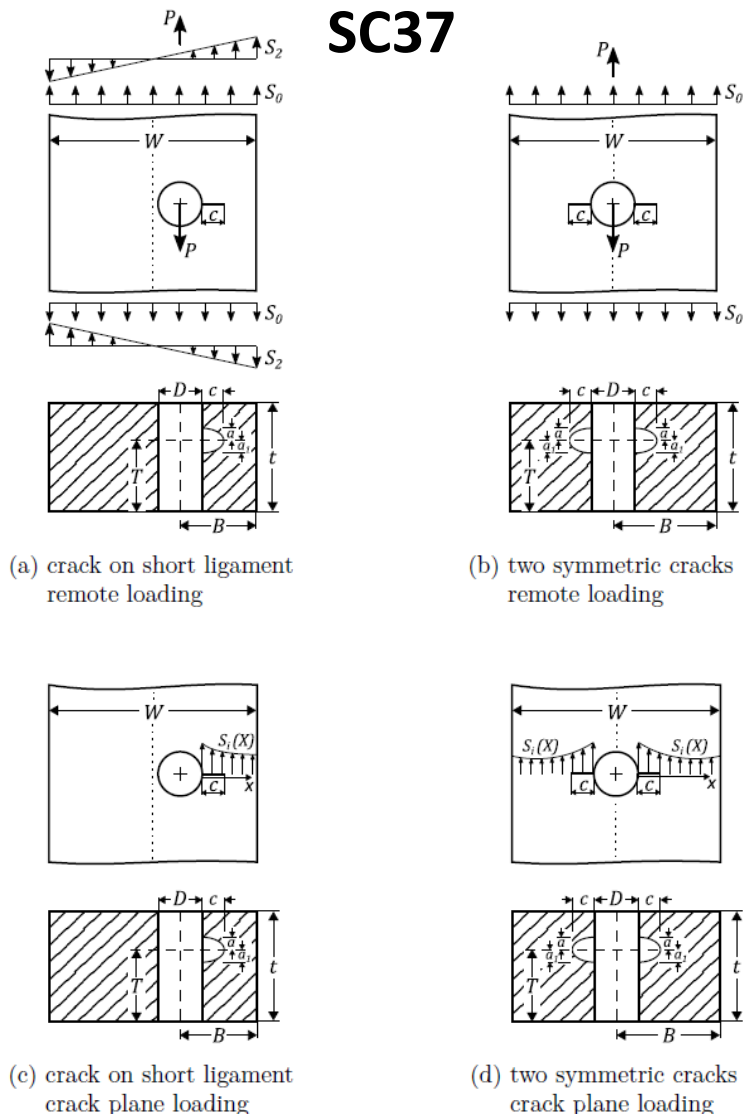 SC37
P
S2
S0
W
c
P
S0
S2
D c
a
a1
T
t
B
(a) crack on short ligament
remote loading
P
S0
W
c c
P
S0
c D c
a a
a1 a1
T
t
B
(b) two symmetric cracks
remote loading
W
Si(X)
c x
D c
a
a1
T
t
B
(c) crack on short ligament
crack plane loading
W
Si(X) Si(X)
c c x
c D c
a a
a1 a1
T
t
B
(d) two symmetric cracks
crack plane loading